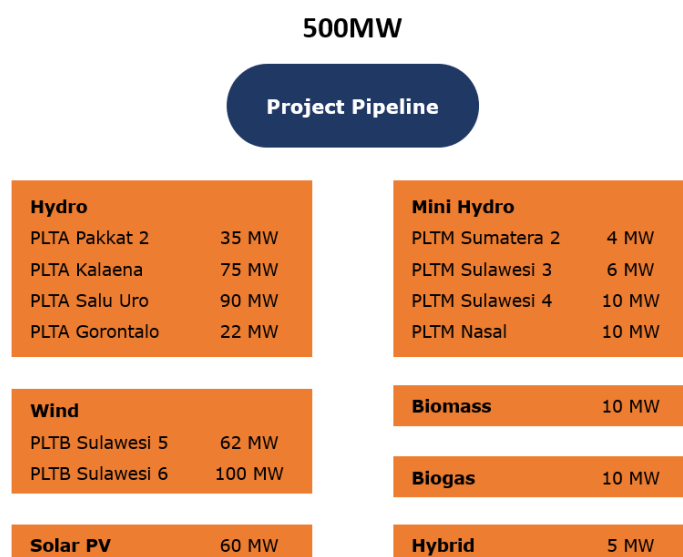 500MW
Project Pipeline
Hydro
PLTA Pakkat 2 35 MW
PLTA Kalaena 75 MW
PLTA Salu Uro 90 MW
PLTA Gorontalo 22 MW
Mini Hydro
PLTM Sumatera 2 4 MW
PLTM Sulawesi 3 6 MW
PLTM Sulawesi 4 10 MW
PLTM Nasal 10 MW
Wind
PLTB Sulawesi 5 62 MW
PLTB Sulawesi 6 100 MW
Biomass 10 MW
Biogas 10 MW
Solar PV 60 MW
Hybrid 5 MW